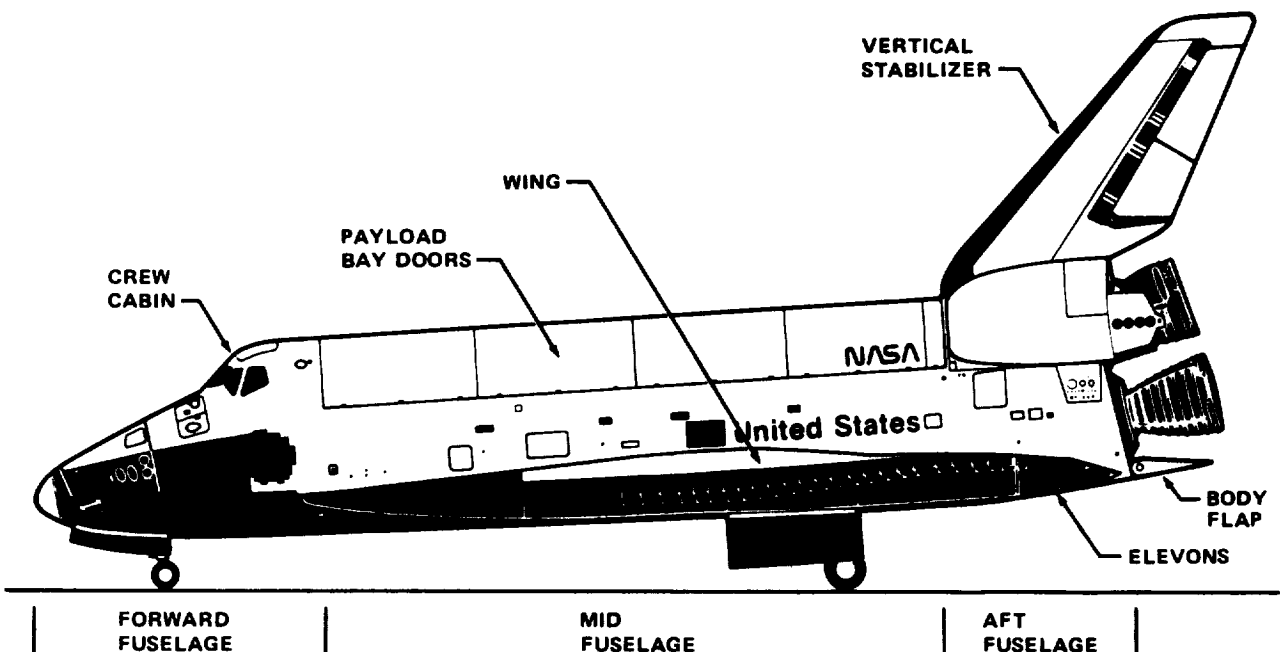 VERTICAL
STABILIZER
WING
PAYLOAD
BAY DOORS
CREW
CABIN
NASA
United States
BODY
FLAP
ELEVONS
FORWARD
FUSELAGE
MID
FUSELAGE
AFT
FUSELAGE